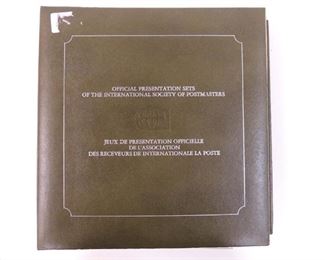 OFFICIAL PRESENTATION SETS
OF THE INTERNATIONAL SOCIETY OF POSTMASTERS
JEUX DE PRESENTATION OFFICIELLE
DE L'ASSOCIATION
DES RECEVEURS DE INTERNATIONALE LA POSTE